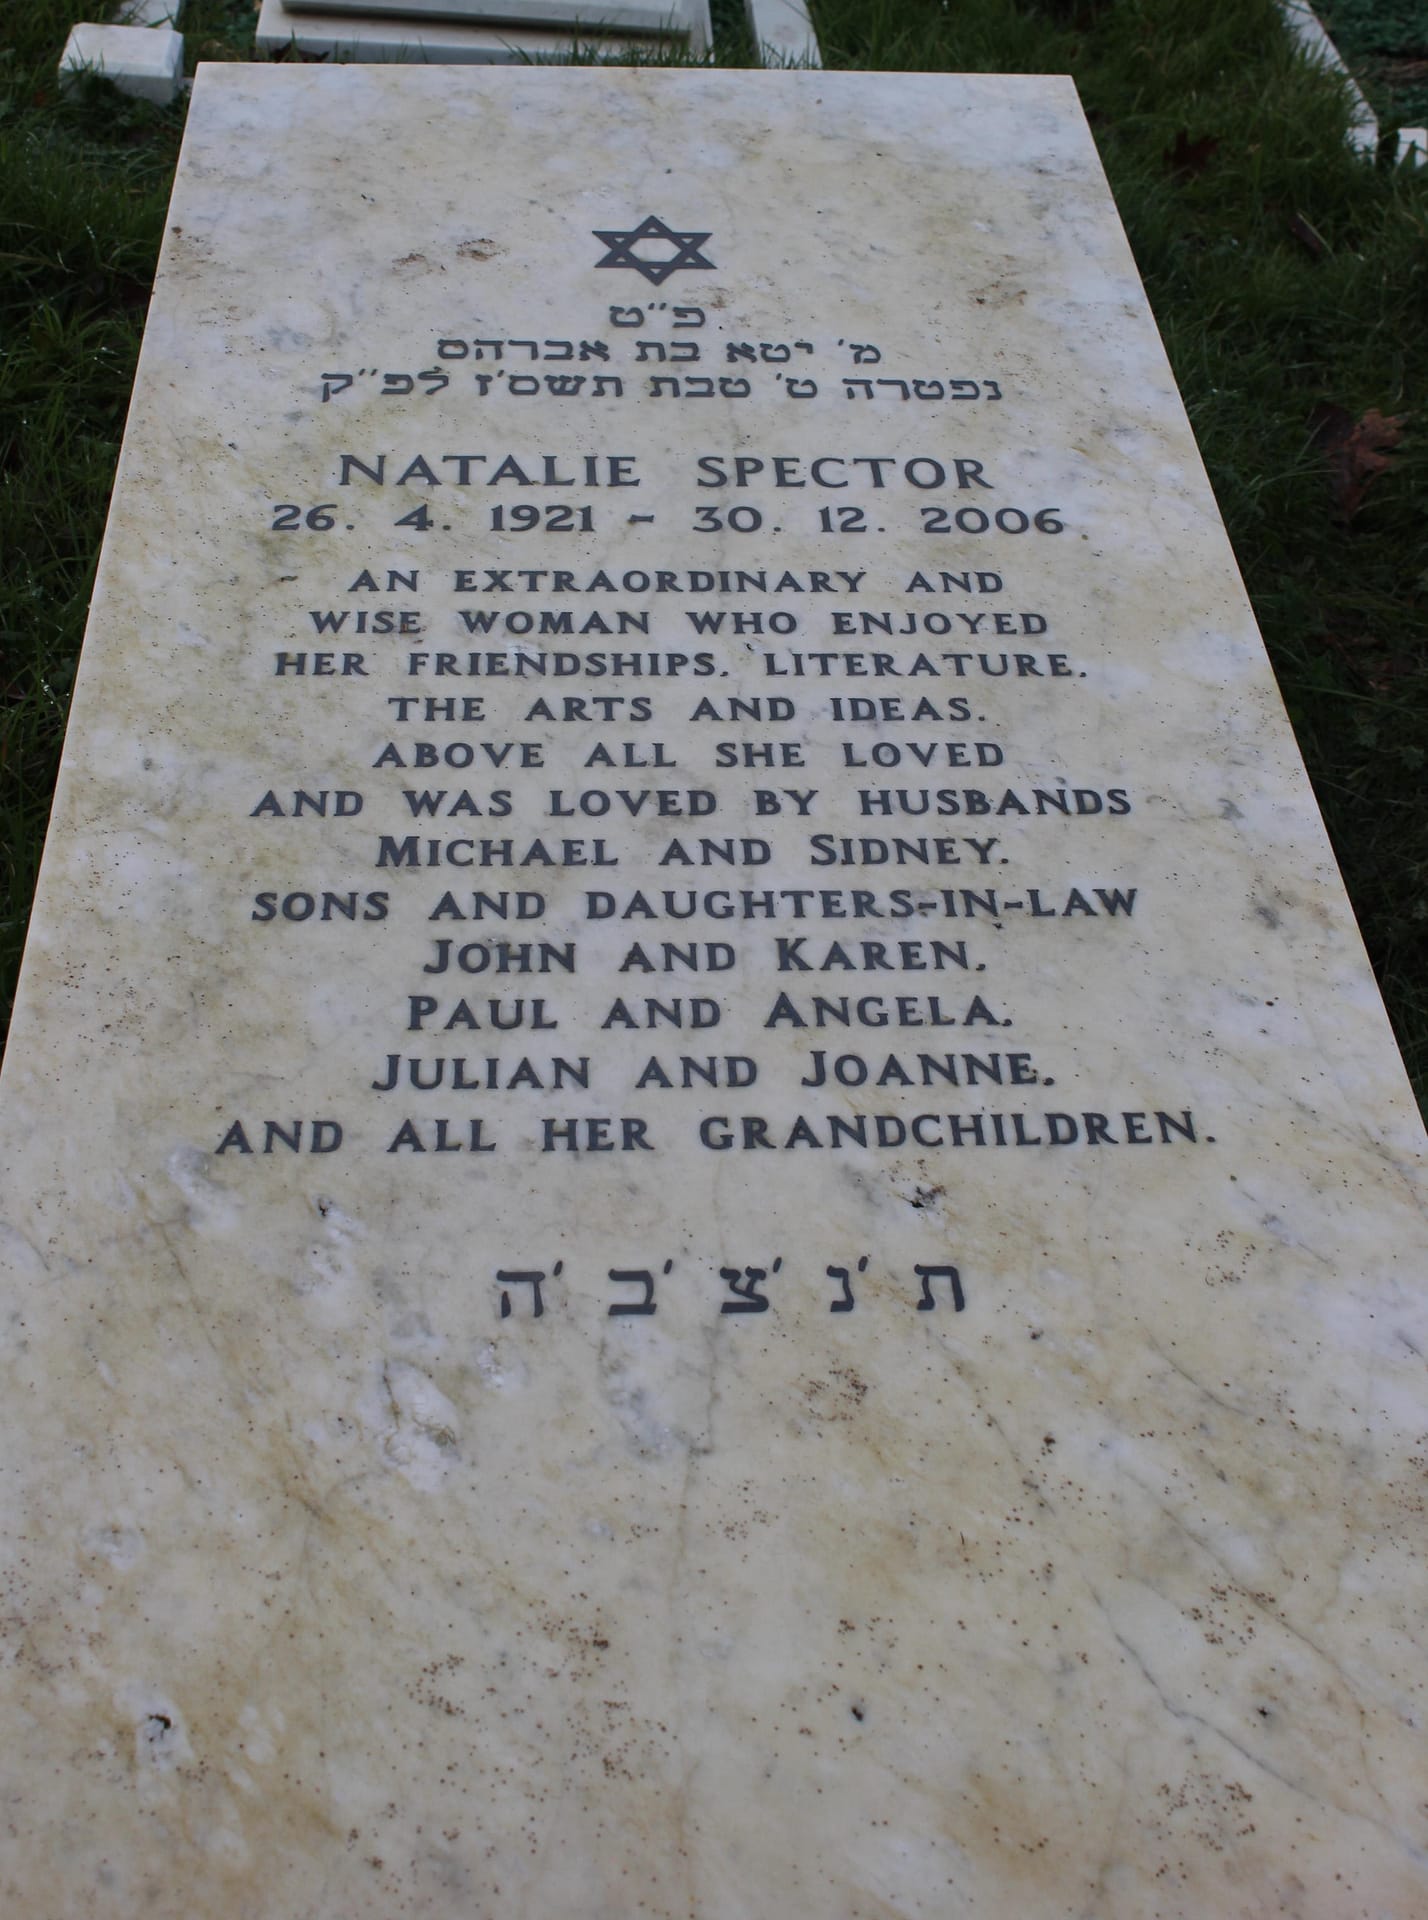 פ״ט
מ׳ יטא בת אברהם
נפטרה ט׳ טבת תשס׳ז לפ״ק
NATALIE SPECTOR
26. 4. 1921 - 30. 12. 2006
AN EXTRAORDINARY AND
WISE WOMAN WHO ENJOYED
HER FRIENDSHIPS, LITERATURE,
THE ARTS AND IDEAS.
ABOVE ALL SHE LOVED
AND WAS LOVED BY HUSBANDS
MICHAEL AND SIDNEY,
SONS AND DAUGHTERS-IN-LAW
JOHN AND KAREN,
PAUL AND ANGELA,
JULIAN AND JOANNE,
AND ALL HER GRANDCHILDREN.
ת׳נ׳צ׳ב׳ה